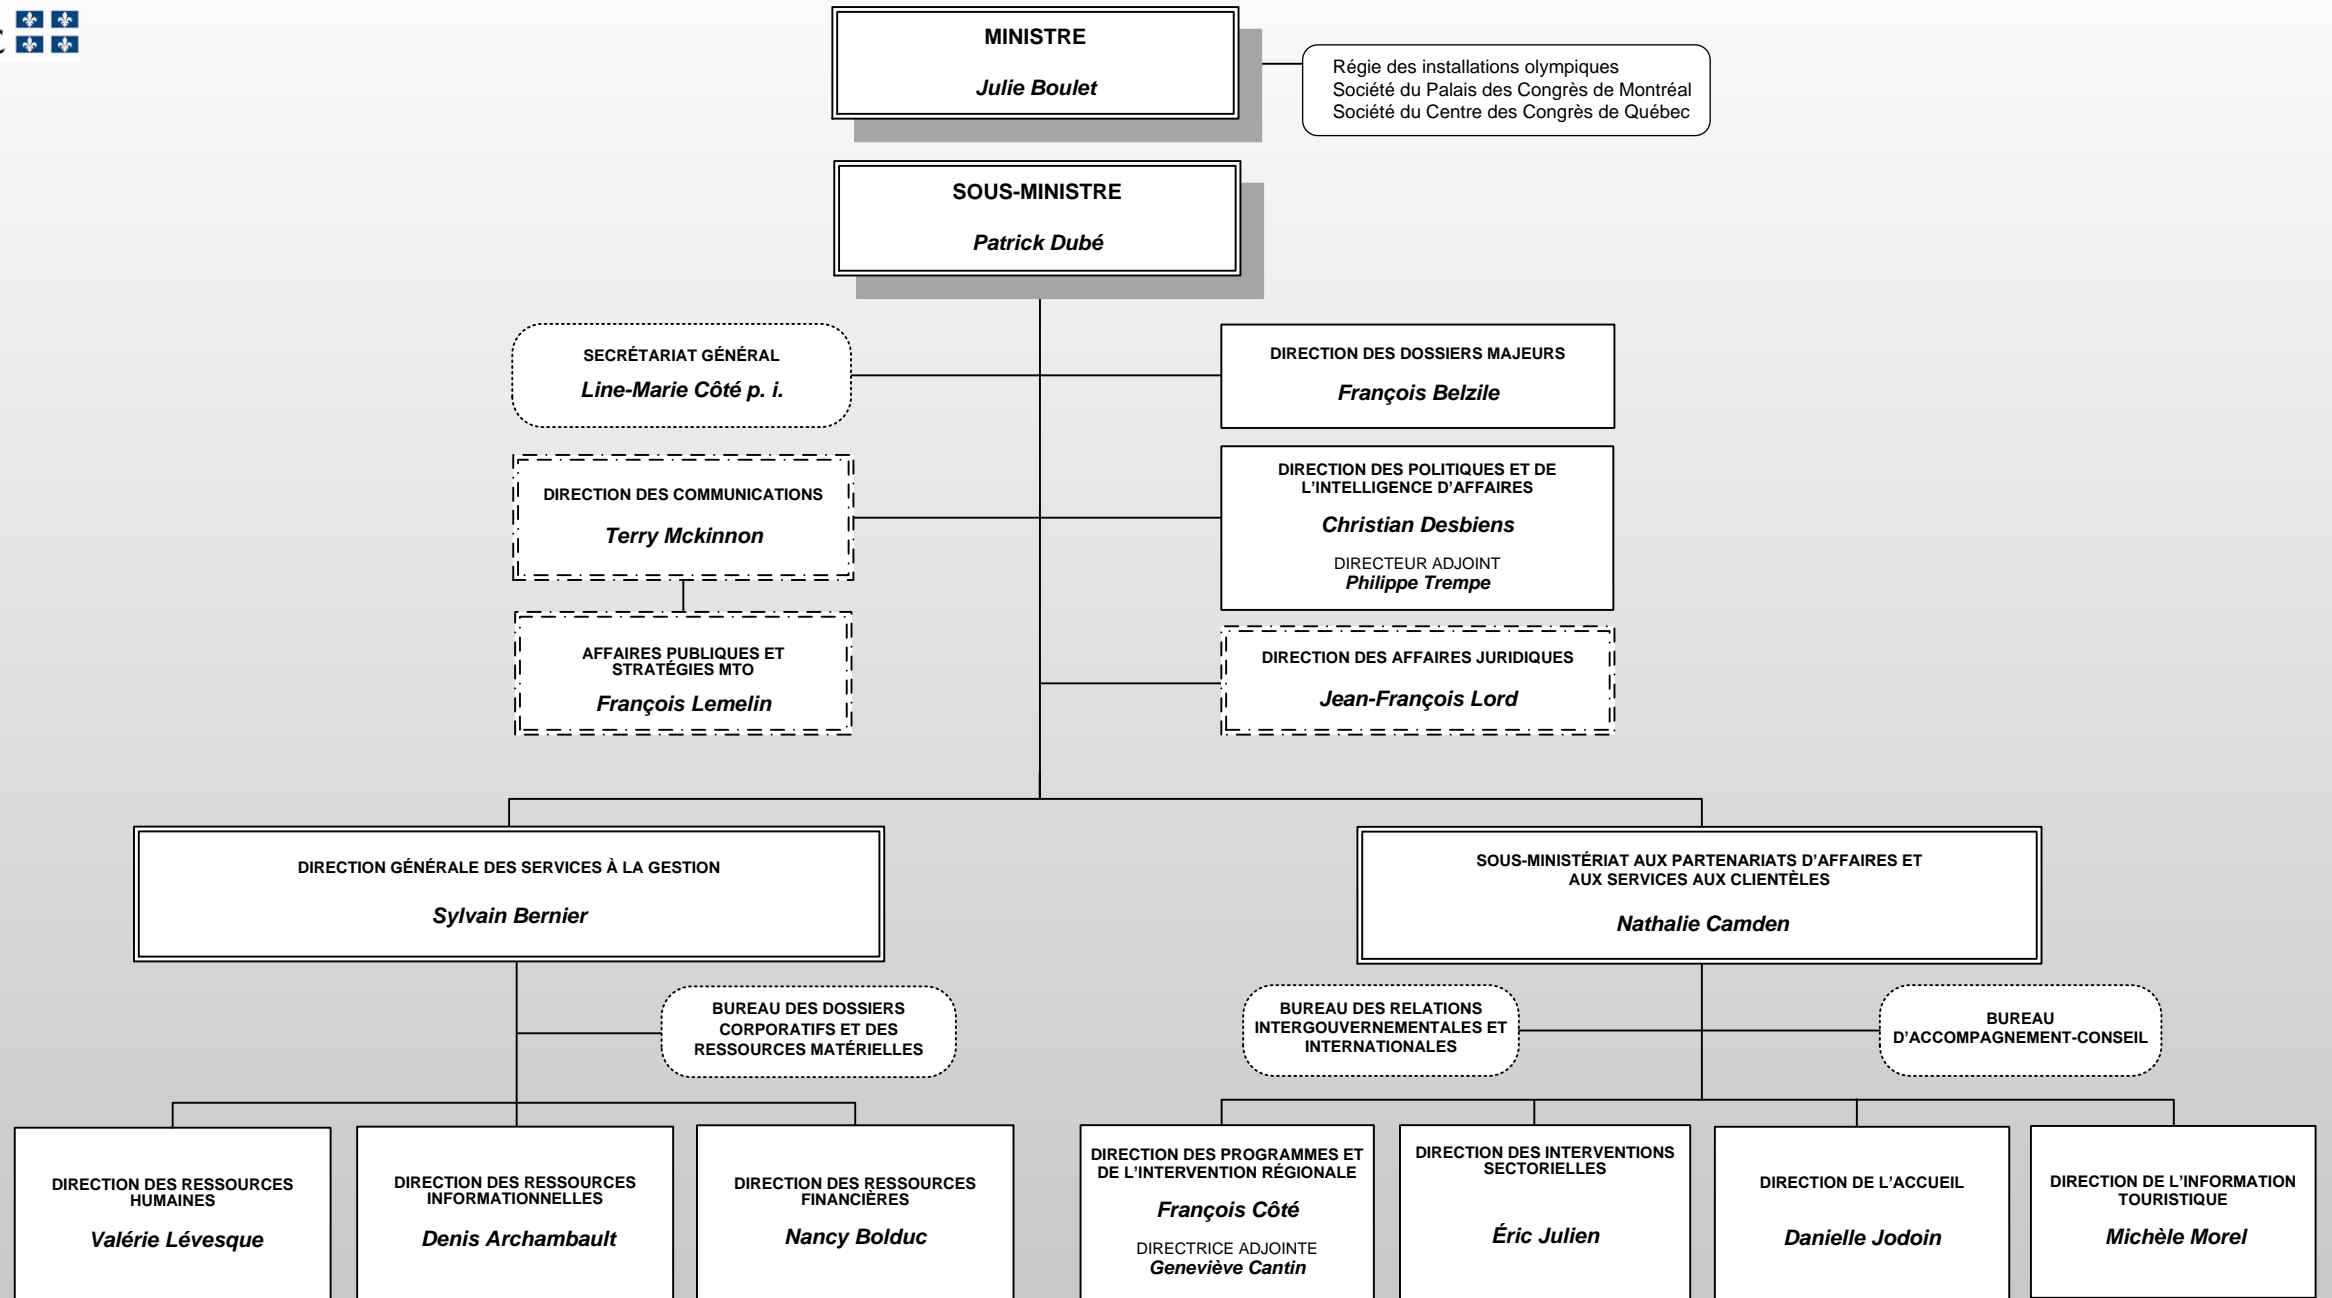 MINISTRE
Julie Boulet
Régie des installations olympiques
Société du Palais des Congrès de Montréal
Société du Centre des Congrès de Québec
SOUS-MINISTRE
Patrick Dubé
SECRÉTARIAT GÉNÉRAL
Line-Marie Côté p. i.
DIRECTION DES DOSSIERS MAJEURS
François Belzile
DIRECTION DES COMMUNICATIONS
Terry Mckinnon
DIRECTION DES POLITIQUES ET DE
L'INTELLIGENCE D'AFFAIRES
Christian Desbiens
DIRECTEUR ADJOINT
Philippe Trempe
AFFAIRES PUBLIQUES ET
STRATÉGIES MTO
François Lemelin
DIRECTION DES AFFAIRES JURIDIQUES
Jean-François Lord
DIRECTION GÉNÉRALE DES SERVICES À LA GESTION
Sylvain Bernier
SOUS-MINISTÉRIAT AUX PARTENARIATS D'AFFAIRES ET
AUX SERVICES AUX CLIENTÈLES
Nathalie Camden
BUREAU DES DOSSIERS
CORPORATIFS ET DES
RESSOURCES MATÉRIELLES
BUREAU DES RELATIONS
INTERGOUVERNEMENTALES ET
INTERNATIONALES
BUREAU
D'ACCOMPAGNEMENT-CONSEIL
DIRECTION DES RESSOURCES
HUMAINES
Valérie Lévesque
DIRECTION DES RESSOURCES
INFORMATIONNELLES
Denis Archambault
DIRECTION DES RESSOURCES
FINANCIÈRES
Nancy Bolduc
DIRECTION DES PROGRAMMES ET
DE L'INTERVENTION RÉGIONALE
François Côté
DIRECTRICE ADJOINTE
Geneviève Cantin
DIRECTION DES INTERVENTIONS
SECTORIELLES
Éric Julien
DIRECTION DE L'ACCUEIL
Danielle Jodoin
DIRECTION DE L'INFORMATION
TOURISTIQUE
Michèle Morel